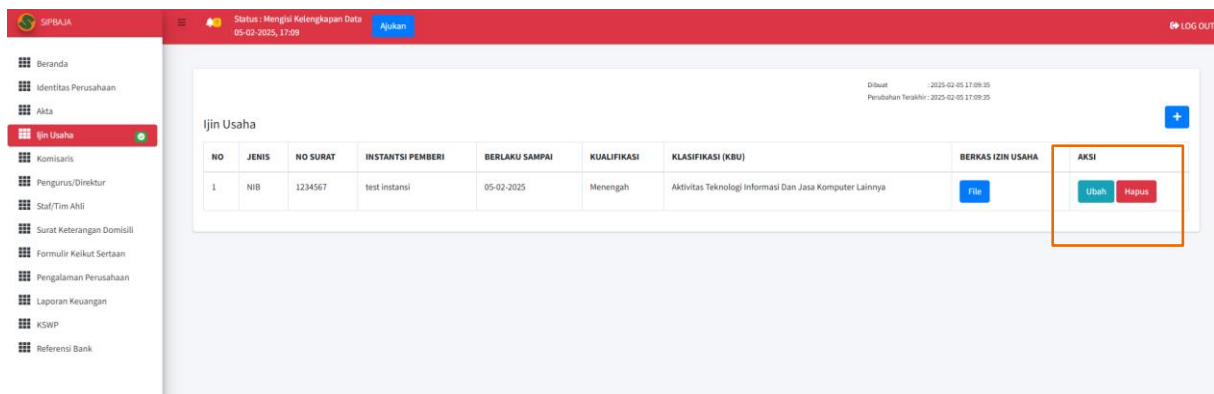 SIPBAJA
Status : Mengisi Kelengkapan Data
05-02-2025, 17:09
Ajukan
LOG OUT
Beranda
Identitas Perusahaan
Akta
Ijin Usaha
Komisaris
Pengurus/Direktur
Staf/Tim Ahli
Surat Keterangan Domisili
Formulir Keikut Sertaan
Pengalaman Perusahaan
Laporan Keuangan
KSWP
Referensi Bank
Dibuat : 2025-02-05 17:09:35
Perubahan Terakhir : 2025-02-05 17:09:35
Ijin Usaha
+
NO JENIS NO SURAT INSTANTSI PEMBERI BERLAKU SAMPAI KUALIFIKASI KLASIFIKASI (KBU) BERKAS IZIN USAHA AKSI
1 NIB 1234567 test instansi 05-02-2025 Menengah Aktivitas Teknologi Informasi Dan Jasa Komputer Lainnya File Ubah Hapus